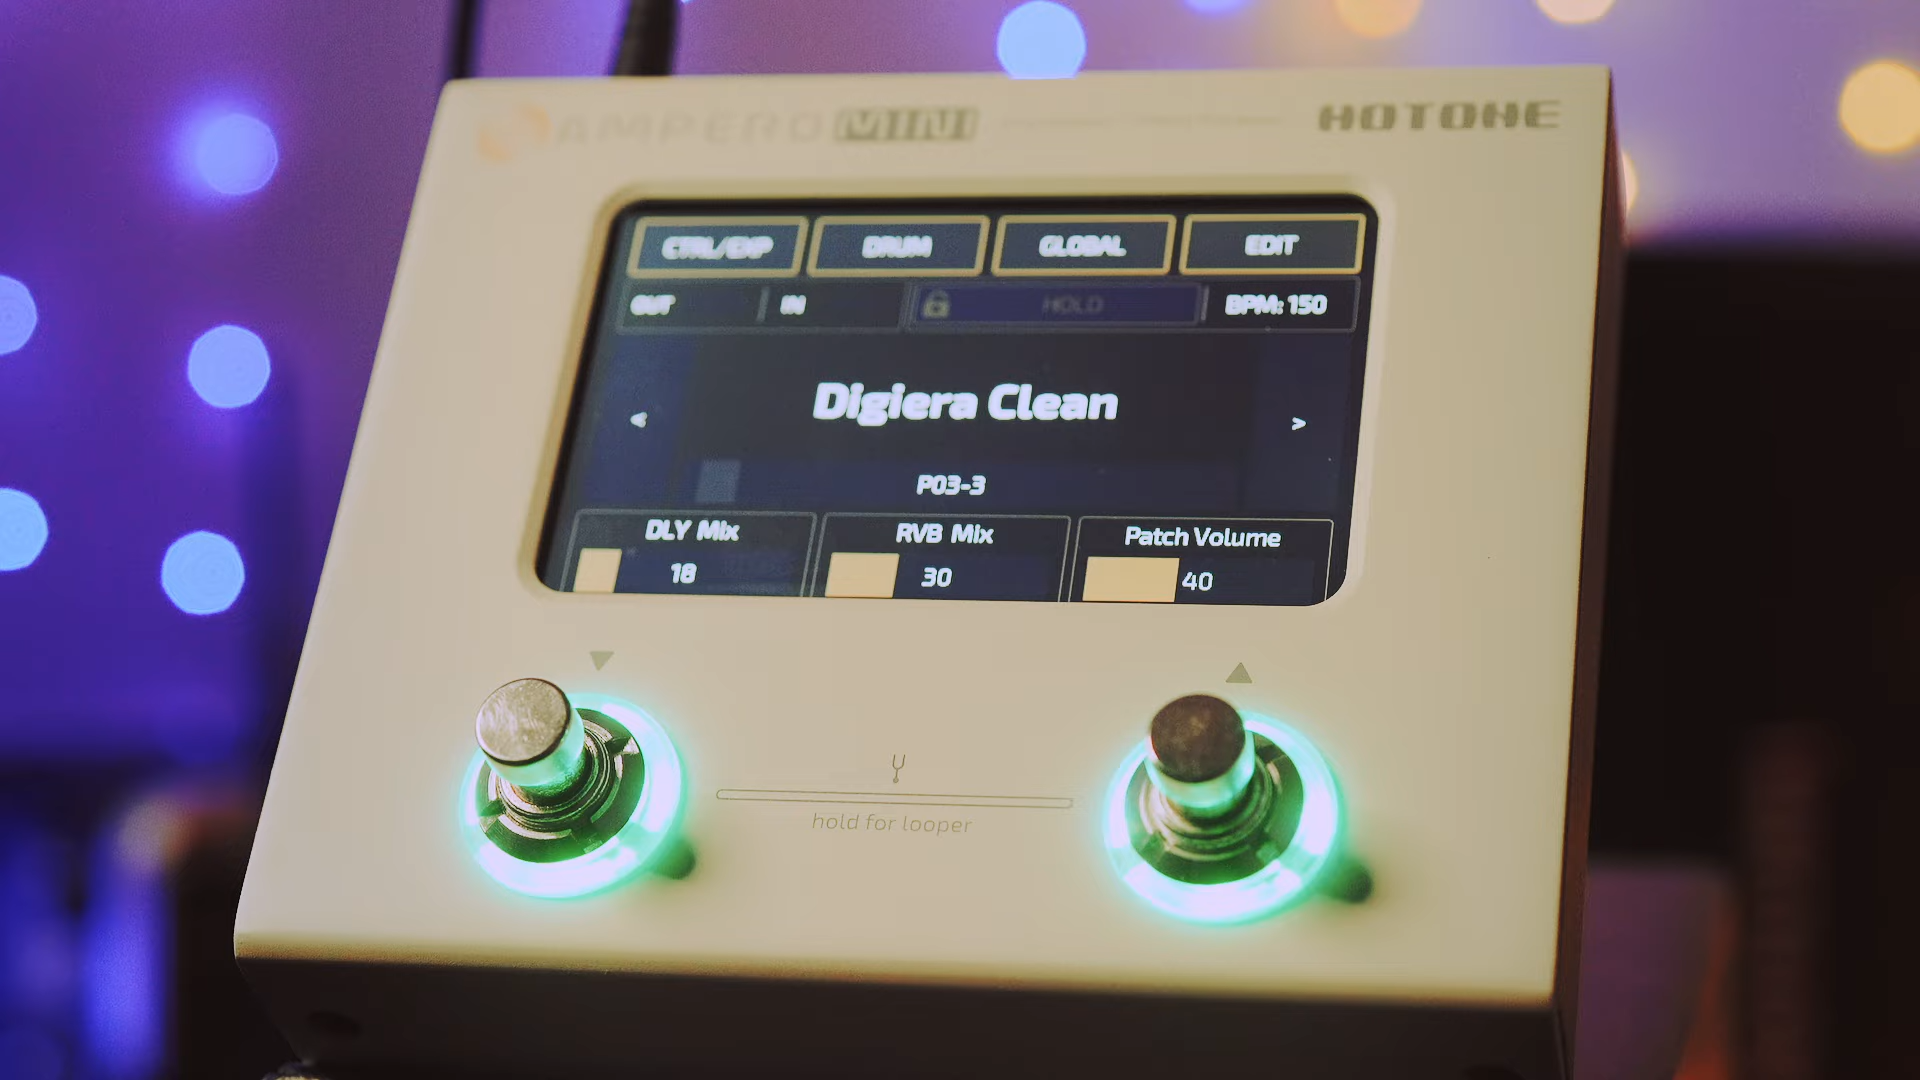 AMPERO MINI HOTONE
CTRL/EXP DRUM GLOBAL EDIT
OUT IN HOLD BPM: 150
< Digiera Clean >
P03-3
DLY Mix RVB Mix Patch Volume
18 30 40
hold for looper